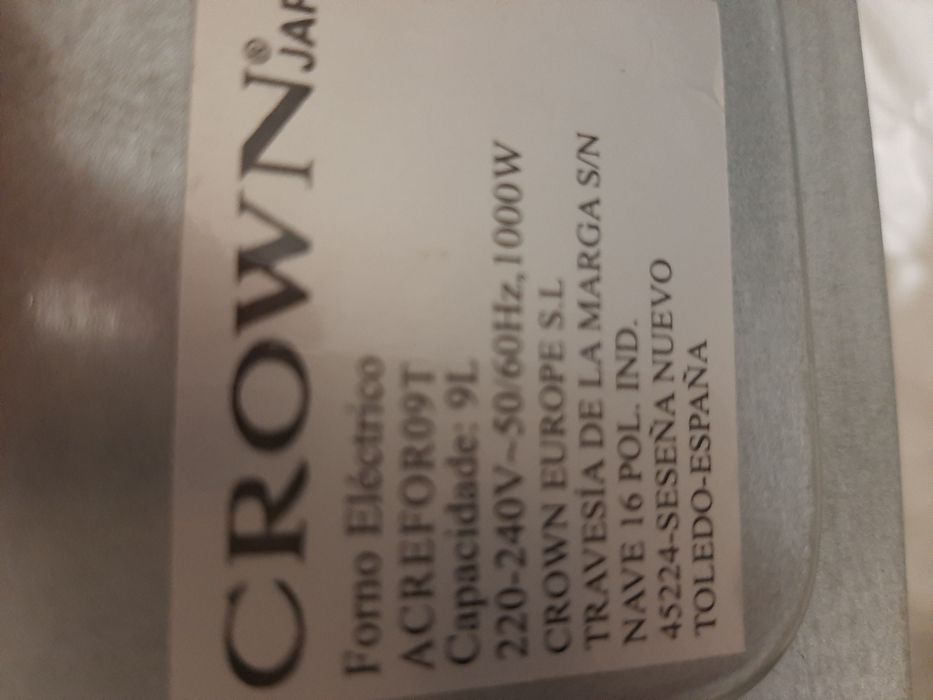 CROWN®
Forno Eléctrico
ACREFOR09T
Capacidade: 9L
220-240V~50/60Hz,1000W
CROWN EUROPE S.L
TRAVESÍA DE LA MARGA S/N
NAVE 16 POL. IND.
45224-SESEÑA NUEVO
TOLEDO-ESPAÑA